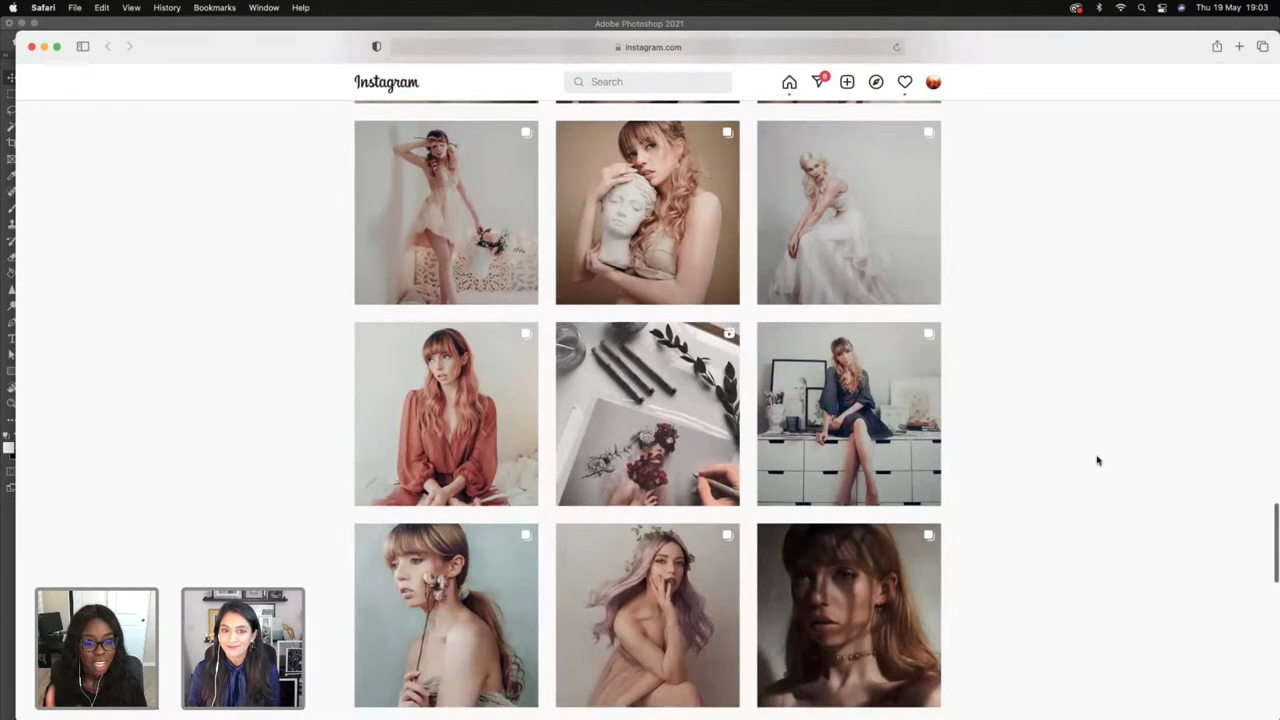 Safari File Edit View History Bookmarks Window Help Thu 19 May 19:03
Adobe Photoshop 2021
instagram.com
Instagram Search 8